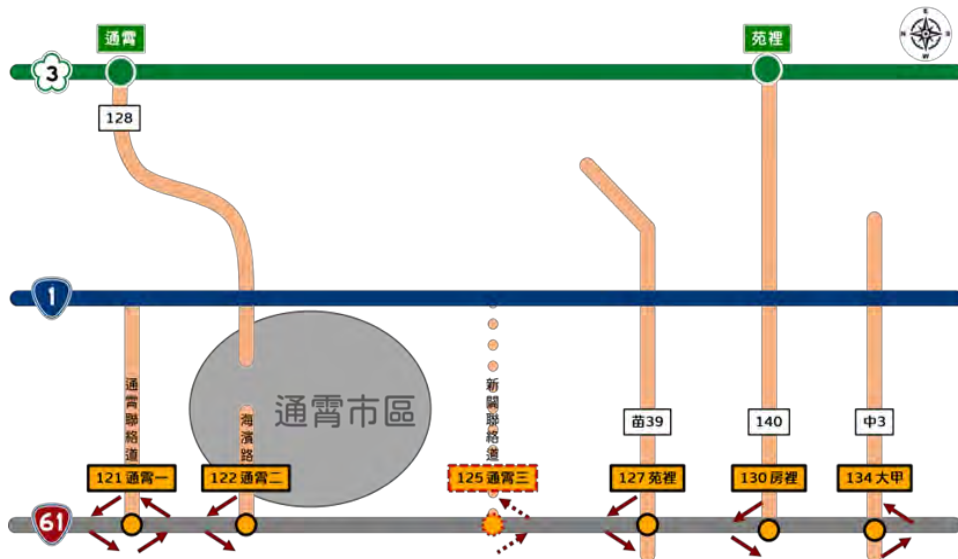 通霄
苑裡
3
128
1
通霄聯絡道
海濱路
通霄市區
新闢聯絡道
苗39
140
中3
121 通霄一
122 通霄二
125 通霄三
127 苑裡
130 房裡
134 大甲
61